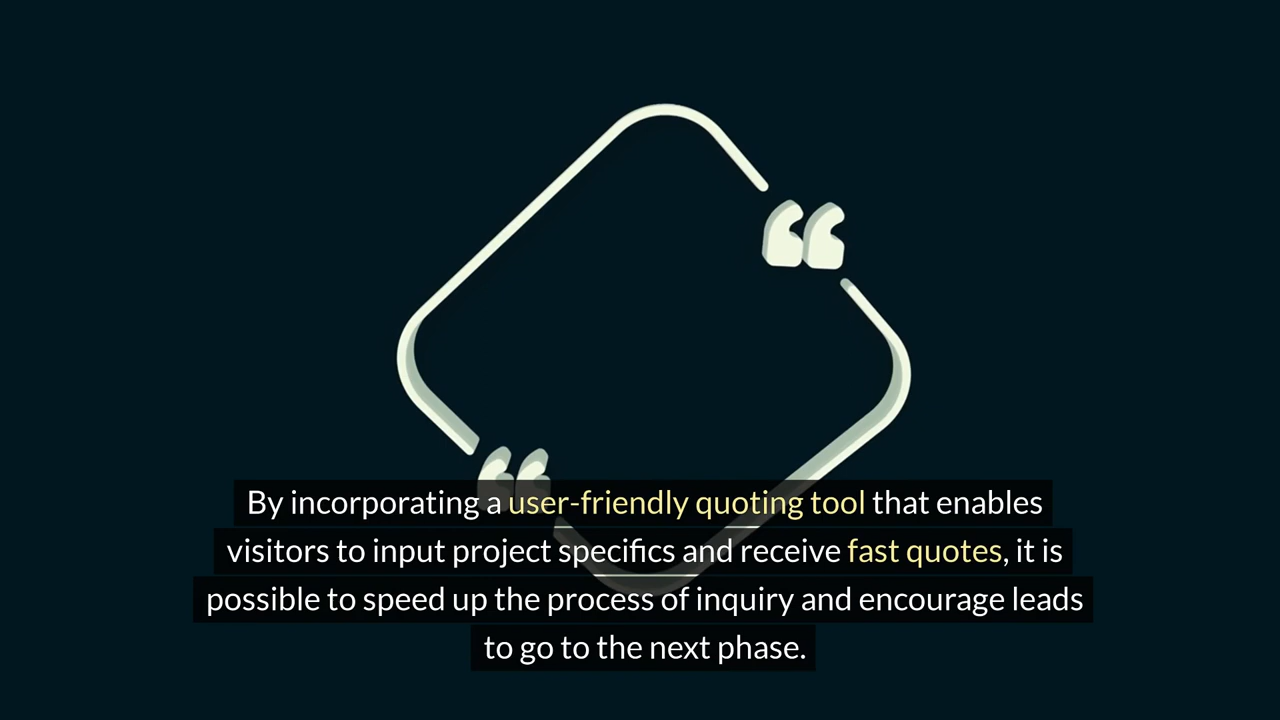 By incorporating a user-friendly quoting tool that enables
visitors to input project specifics and receive fast quotes, it is
possible to speed up the process of inquiry and encourage leads
to go to the next phase.